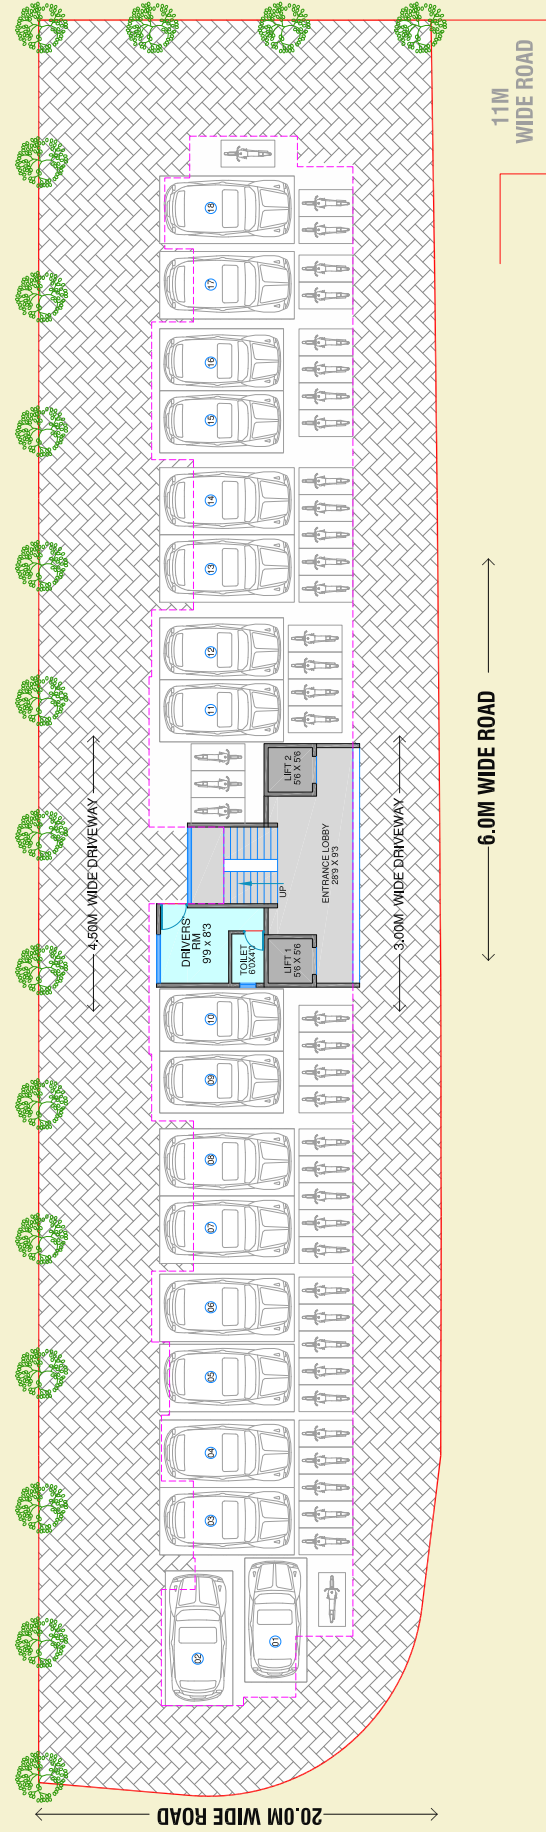 11M
WIDE ROAD
18
17
16
15
14
13
12
11
4.50M  WIDE DRIVEWAY
LIFT 2
5'6 X 5'6
ENTRANCE LOBBY
28'9 X 9'3
UP
DRIVERS'
RM
9'9 X 8'3
TOILET
6'0X4'0
LIFT 1
5'6 X 5'6
3.00M  WIDE DRIVEWAY
6.0M WIDE ROAD
10
09
08
07
06
05
04
03
02
01
20.0M WIDE ROAD